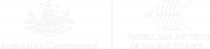 Australian Government
AUSTRALIAN INSTITUTE
OF MARINE SCIENCE